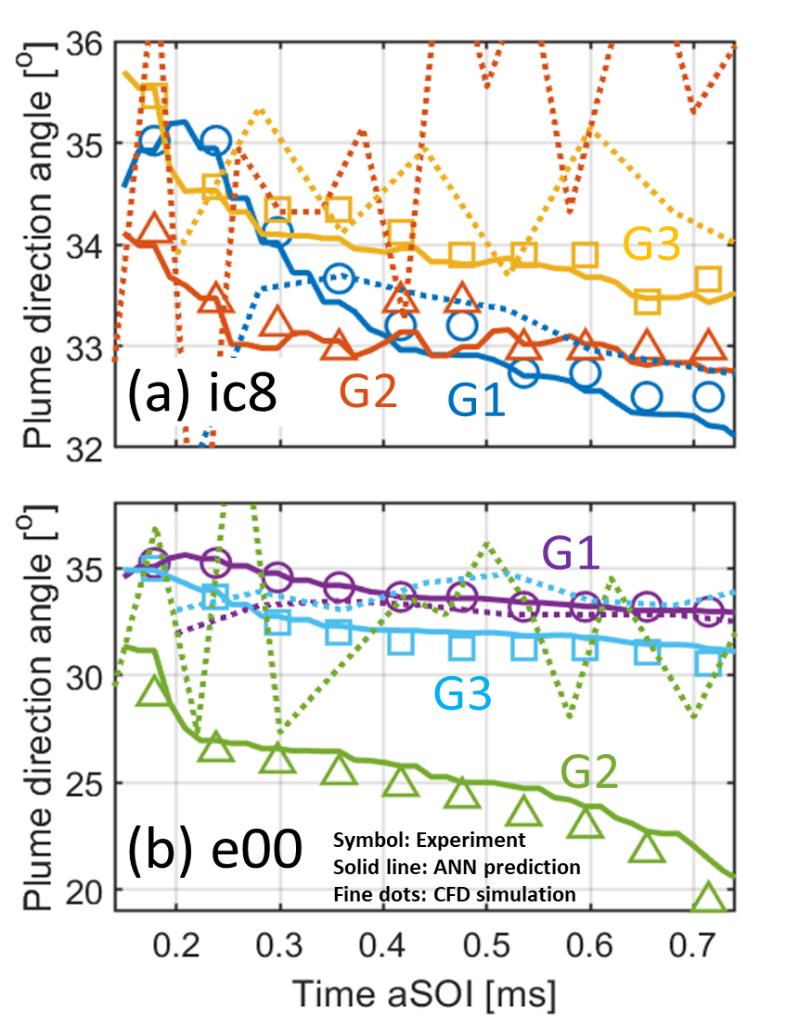 Plume direction angle [°]
36
35
34
33
32
G3
(a) ic8
G2
G1
Plume direction angle [°]
35
30
25
20
G1
G3
G2
(b) e00
Symbol: Experiment
Solid line: ANN prediction
Fine dots: CFD simulation
0.2 0.3 0.4 0.5 0.6 0.7
Time aSOI [ms]